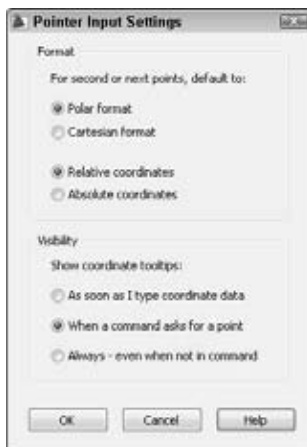 Pointer Input Settings
Format
For second or next points, default to:
Polar format
Cartesian format
Relative coordinates
Absolute coordinates
Visibility
Show coordinate tooltips:
As soon as I type coordinate data
When a command asks for a point
Always - even when not in command
OK Cancel Help